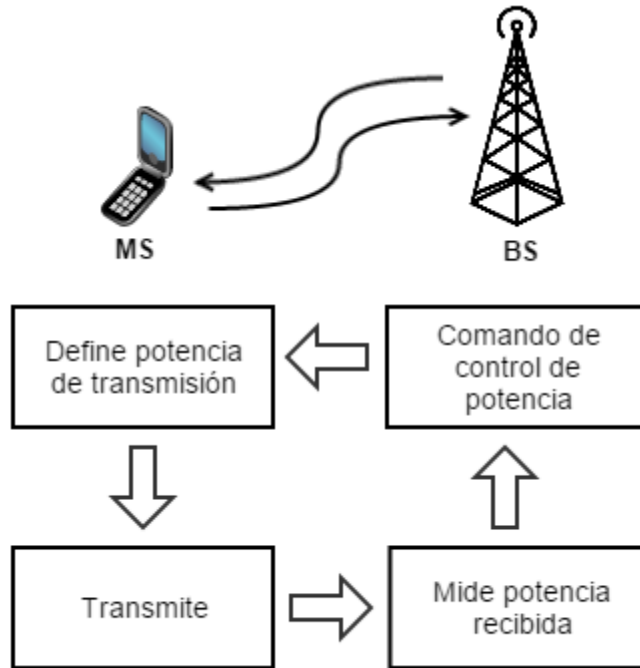 MS
BS
Define potencia
de transmisión
Comando de
control de
potencia
Transmite
Mide potencia
recibida